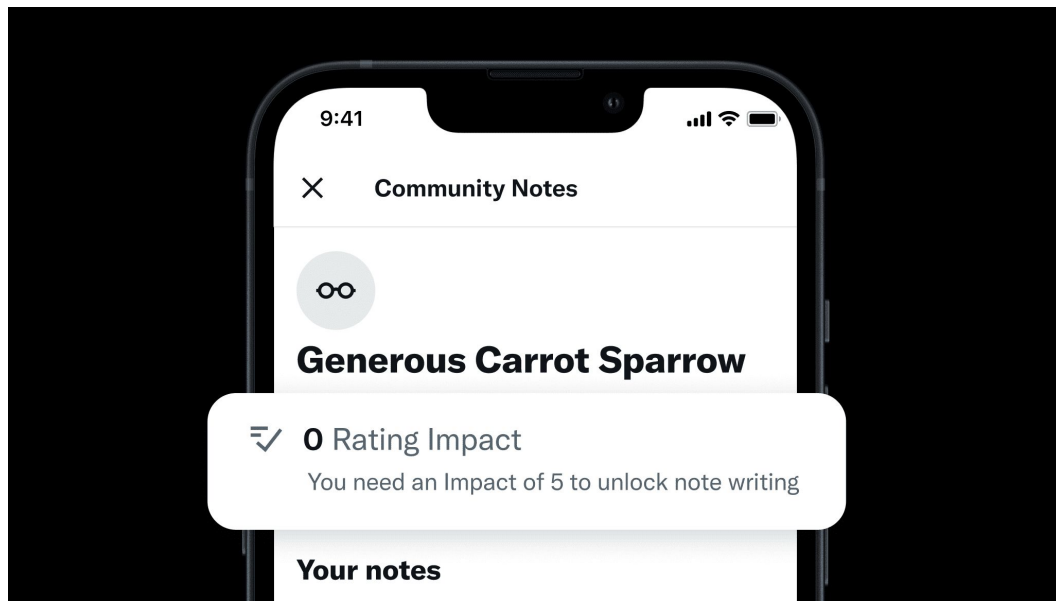 9:41
Community Notes
Generous Carrot Sparrow
0 Rating Impact
You need an Impact of 5 to unlock note writing
Your notes